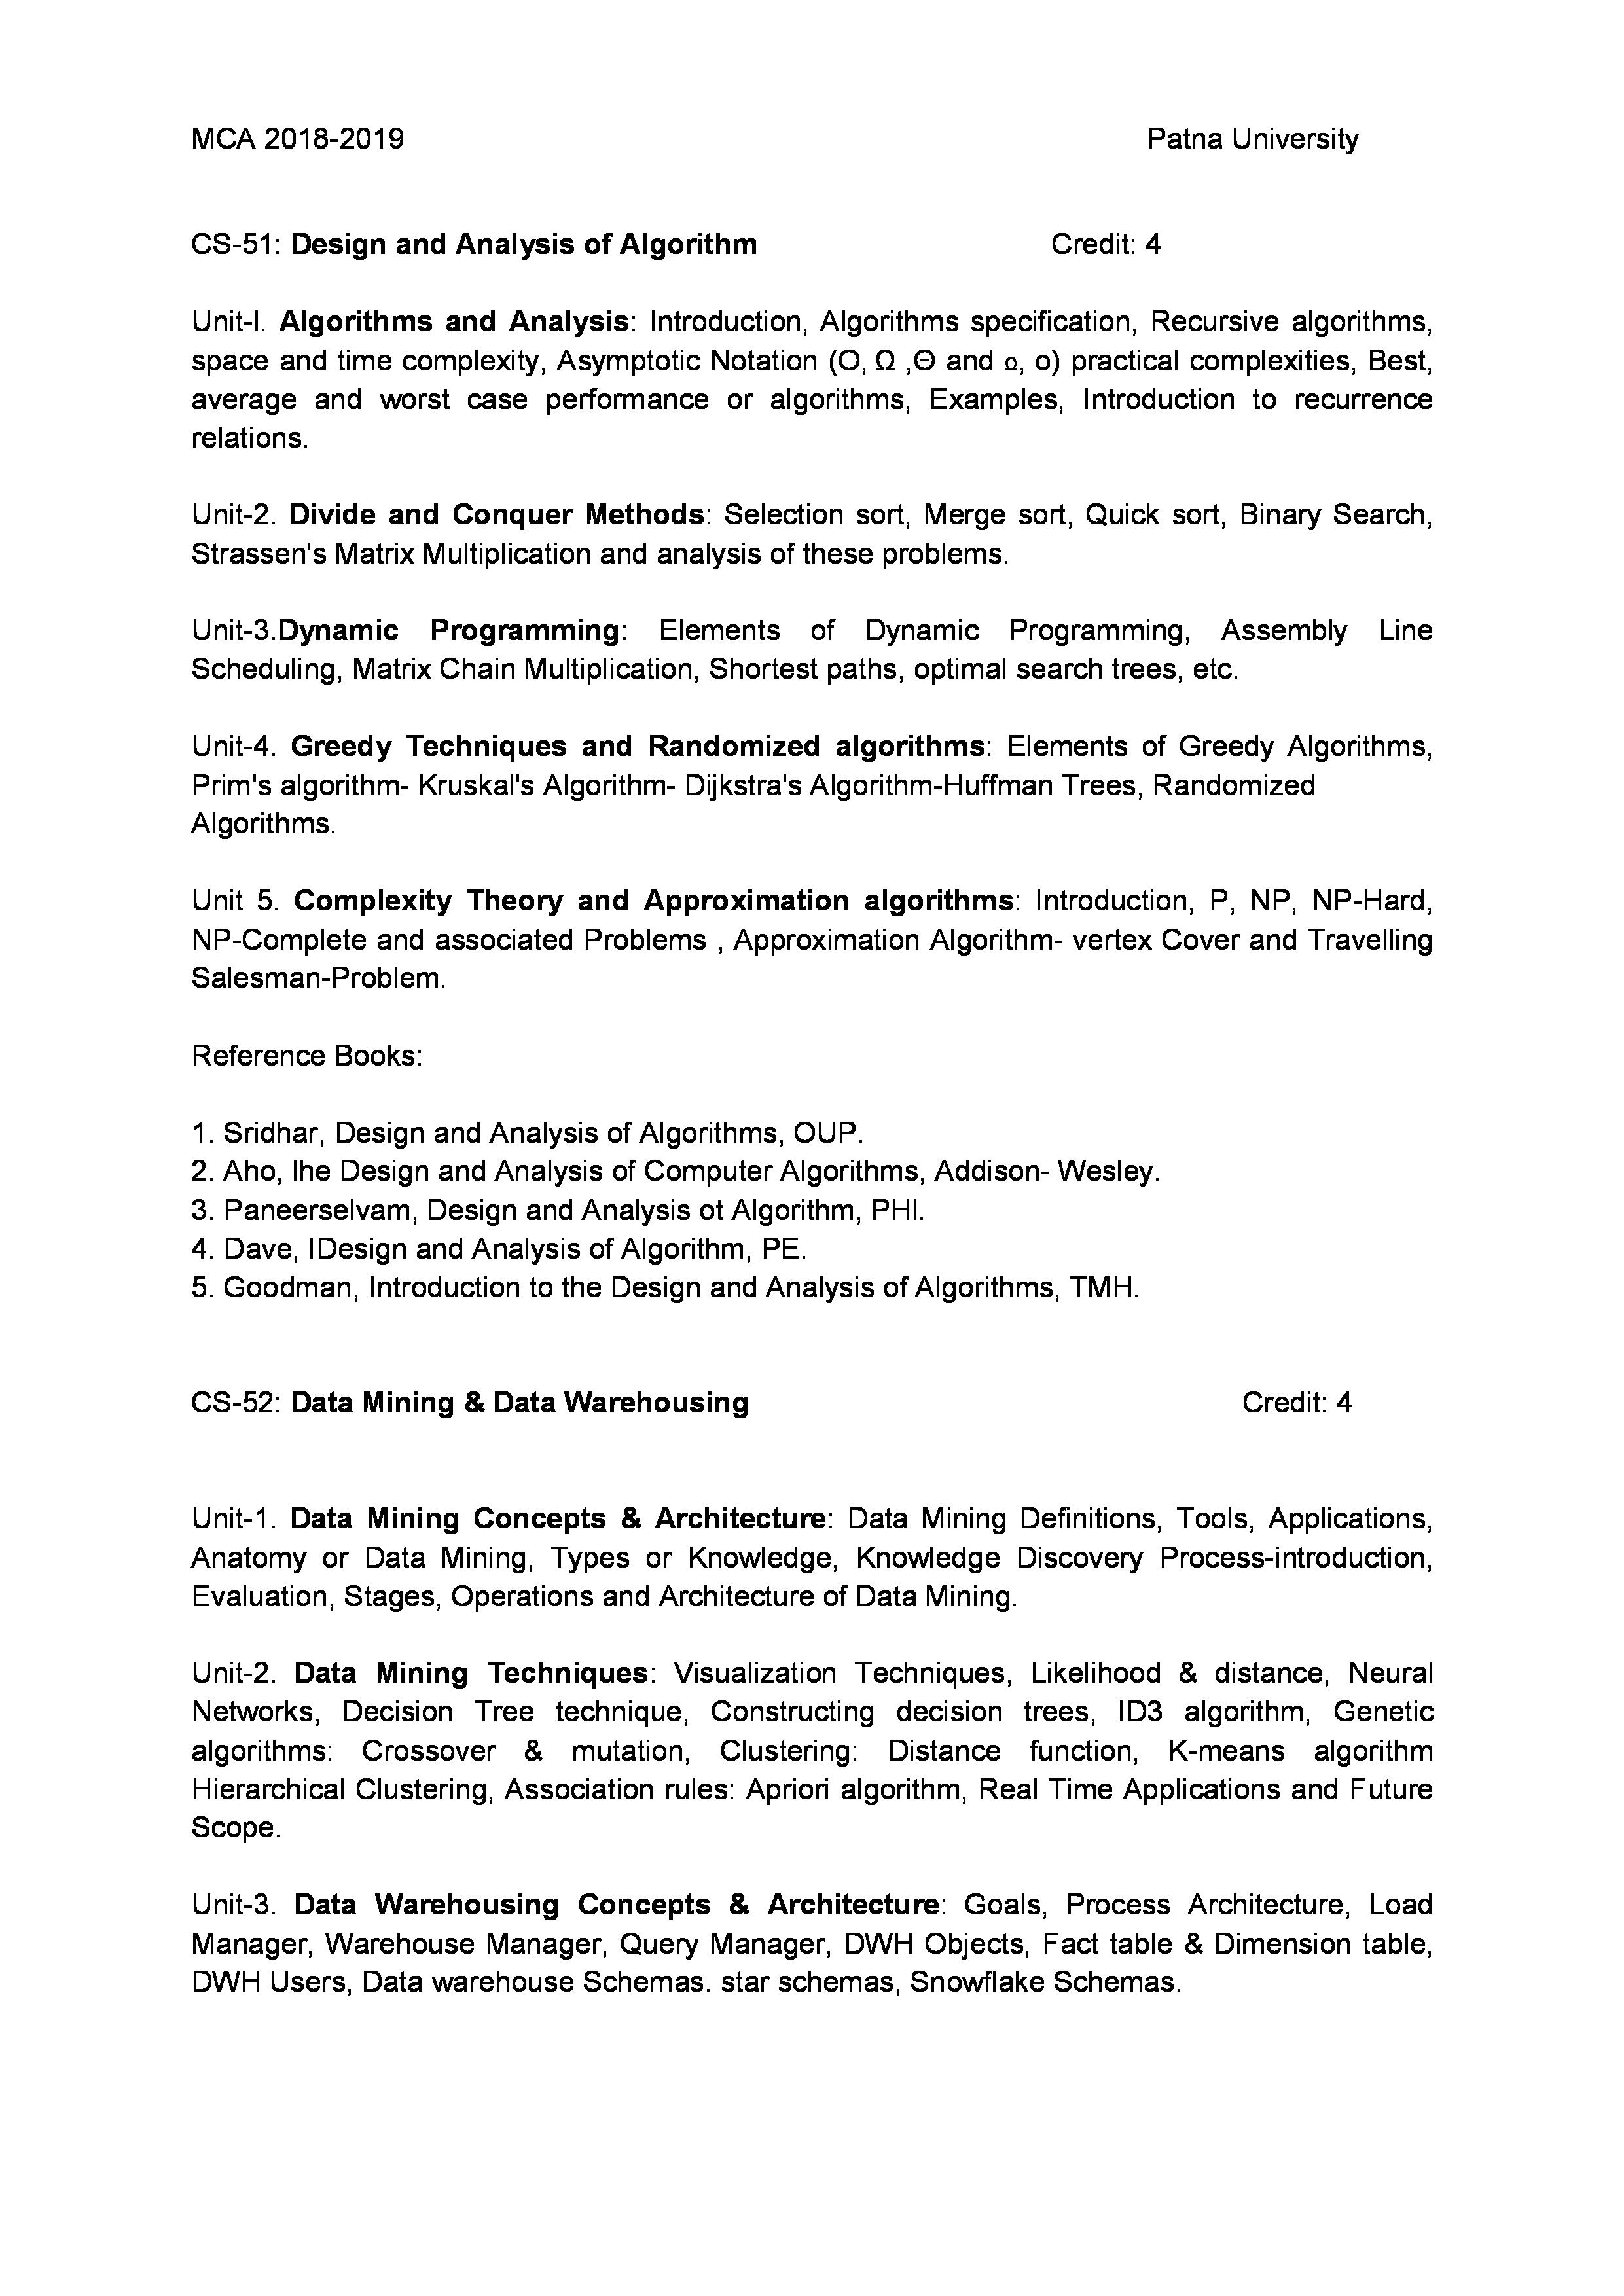 MCA 2018-2019 Patna University
CS-51: Design and Analysis of Algorithm Credit: 4
Unit-I. Algorithms and Analysis: Introduction, Algorithms specification, Recursive algorithms,
space and time complexity, Asymptotic Notation (O, Ω ,Θ and ο, o) practical complexities, Best,
average and worst case performance or algorithms, Examples, Introduction to recurrence
relations.
Unit-2. Divide and Conquer Methods: Selection sort, Merge sort, Quick sort, Binary Search,
Strassen's Matrix Multiplication and analysis of these problems.
Unit-3.Dynamic Programming: Elements of Dynamic Programming, Assembly Line
Scheduling, Matrix Chain Multiplication, Shortest paths, optimal search trees, etc.
Unit-4. Greedy Techniques and Randomized algorithms: Elements of Greedy Algorithms,
Prim's algorithm- Kruskal's Algorithm- Dijkstra's Algorithm-Huffman Trees, Randomized
Algorithms.
Unit 5. Complexity Theory and Approximation algorithms: Introduction, P, NP, NP-Hard,
NP-Complete and associated Problems , Approximation Algorithm- vertex Cover and Travelling
Salesman-Problem.
Reference Books:
1. Sridhar, Design and Analysis of Algorithms, OUP.
2. Aho, Ihe Design and Analysis of Computer Algorithms, Addison- Wesley.
3. Paneerselvam, Design and Analysis ot Algorithm, PHI.
4. Dave, IDesign and Analysis of Algorithm, PE.
5. Goodman, Introduction to the Design and Analysis of Algorithms, TMH.
CS-52: Data Mining & Data Warehousing Credit: 4
Unit-1. Data Mining Concepts & Architecture: Data Mining Definitions, Tools, Applications,
Anatomy or Data Mining, Types or Knowledge, Knowledge Discovery Process-introduction,
Evaluation, Stages, Operations and Architecture of Data Mining.
Unit-2. Data Mining Techniques: Visualization Techniques, Likelihood & distance, Neural
Networks, Decision Tree technique, Constructing decision trees, ID3 algorithm, Genetic
algorithms: Crossover & mutation, Clustering: Distance function, K-means algorithm
Hierarchical Clustering, Association rules: Apriori algorithm, Real Time Applications and Future
Scope.
Unit-3. Data Warehousing Concepts & Architecture: Goals, Process Architecture, Load
Manager, Warehouse Manager, Query Manager, DWH Objects, Fact table & Dimension table,
DWH Users, Data warehouse Schemas. star schemas, Snowflake Schemas.